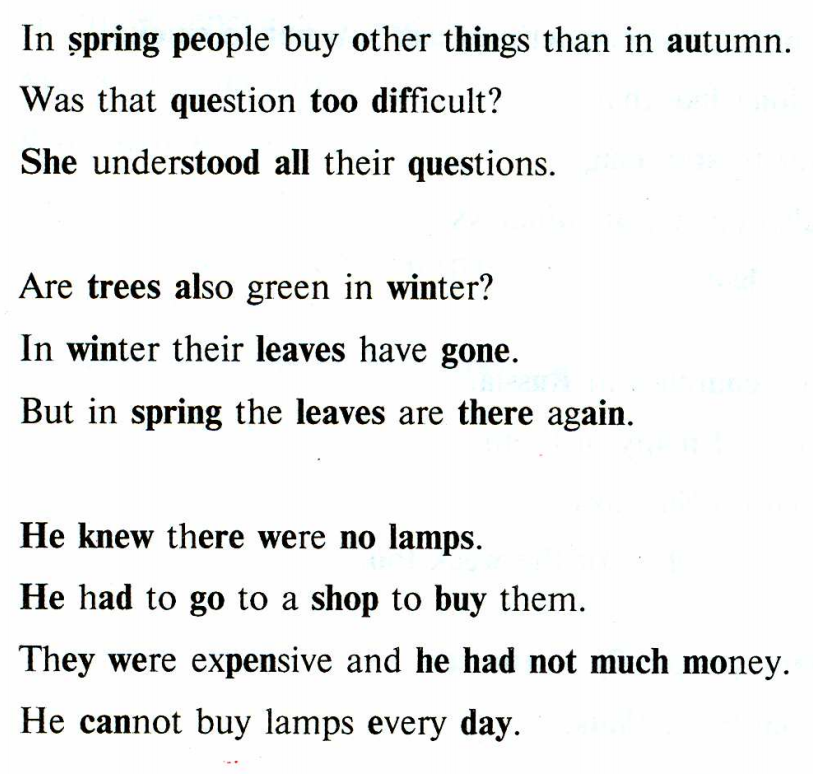 In spring people buy other things than in autumn.
Was that question too difficult?
She understood all their questions.
Are trees also green in winter?
In winter their leaves have gone.
But in spring the leaves are there again.
He knew there were no lamps.
He had to go to a shop to buy them.
They were expensive and he had not much money.
He cannot buy lamps every day.